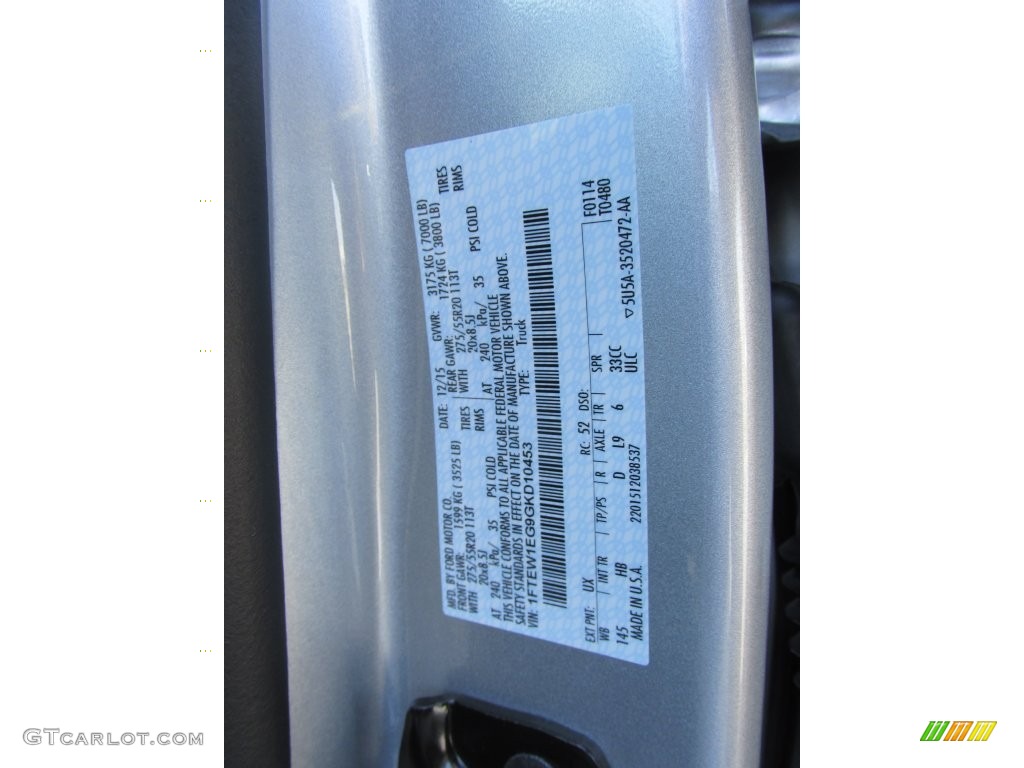 MFD. BY FORD MOTOR CO. DATE: 12/15 GVWR: 3175 KG ( 7000 LB)
FRONT GAWR: 1599 KG ( 3525 LB) REAR GAWR: 1724 KG ( 3800 LB)
WITH 275/55R20 113T TIRES WITH 275/55R20 113T TIRES
20x8.5J RIMS 20x8.5J RIMS
AT 240 kPa/ 35 PSI COLD AT 240 kPa/ 35 PSI COLD
THIS VEHICLE CONFORMS TO ALL APPLICABLE FEDERAL MOTOR VEHICLE
SAFETY STANDARDS IN EFFECT ON THE DATE OF MANUFACTURE SHOWN ABOVE.
VIN: 1FTEW1EG9GKD10453 TYPE: Truck
EXT PNT: UX RC: 52 DSO: F0114
WB INT TR TP/PS R AXLE TR SPR T0480
145 HB D L9 6 33CC
MADE IN U.S.A. 2201512038537 ULC ▽5U5A-3520472-AA
GTCARLOT.COM